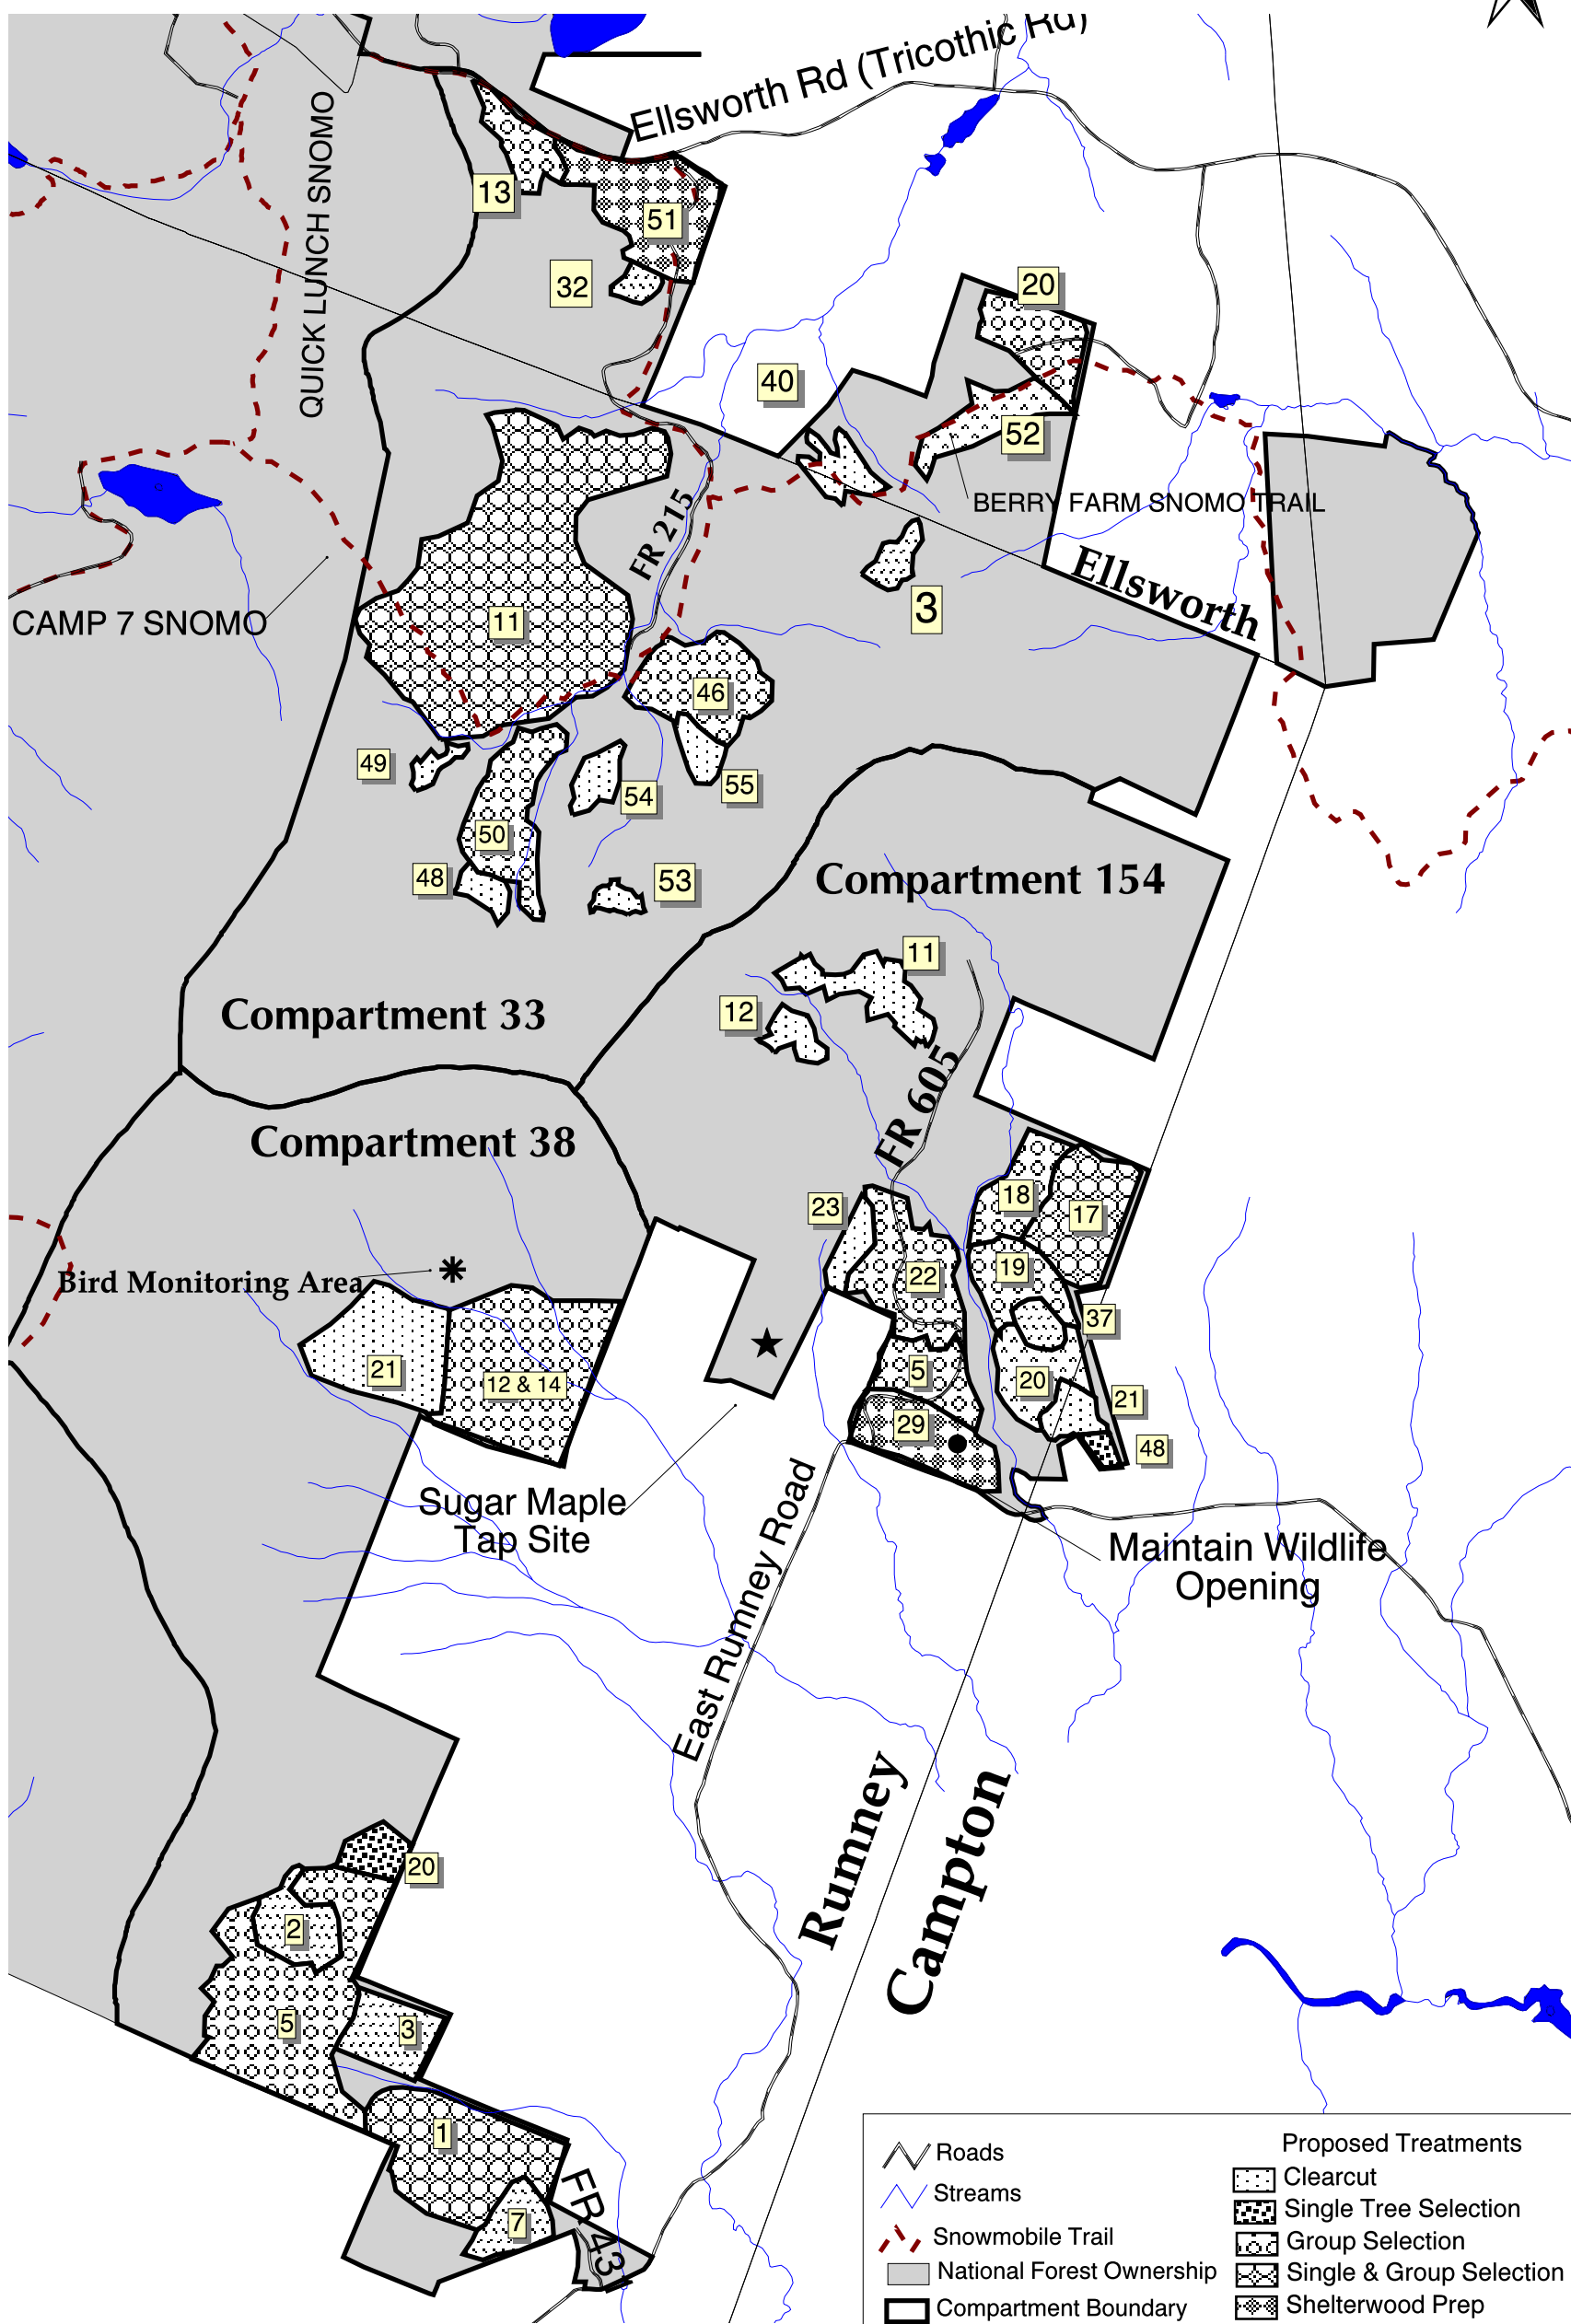 Ellsworth Rd (Tricothic Rd)
QUICK LUNCH SNOMO
13
51
32
20
40
52
BERRY FARM SNOMO TRAIL
FR 215
Ellsworth
3
CAMP 7 SNOMO
11
46
49
54
55
50
48
53
Compartment 154
11
12
Compartment 33
FR 605
Compartment 38
18
17
23
19
22
Bird Monitoring Area
37
21
12 & 14
5
20
21
29
48
Sugar Maple
Tap Site
East Rumney Road
Maintain Wildlife
Opening
Rumney
Campton
20
2
5
3
1
7
FR 43
Roads
Streams
Snowmobile Trail
National Forest Ownership
Compartment Boundary
Proposed Treatments
Clearcut
Single Tree Selection
Group Selection
Single & Group Selection
Shelterwood Prep